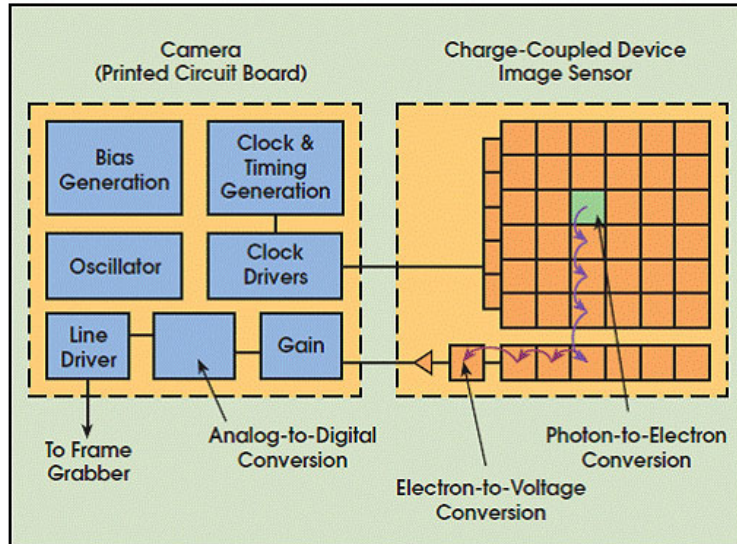 Camera
(Printed Circuit Board)
Charge-Coupled Device
Image Sensor
Bias
Generation
Clock &
Timing
Generation
Oscillator
Clock
Drivers
Line
Driver
Gain
To Frame
Grabber
Analog-to-Digital
Conversion
Electron-to-Voltage
Conversion
Photon-to-Electron
Conversion